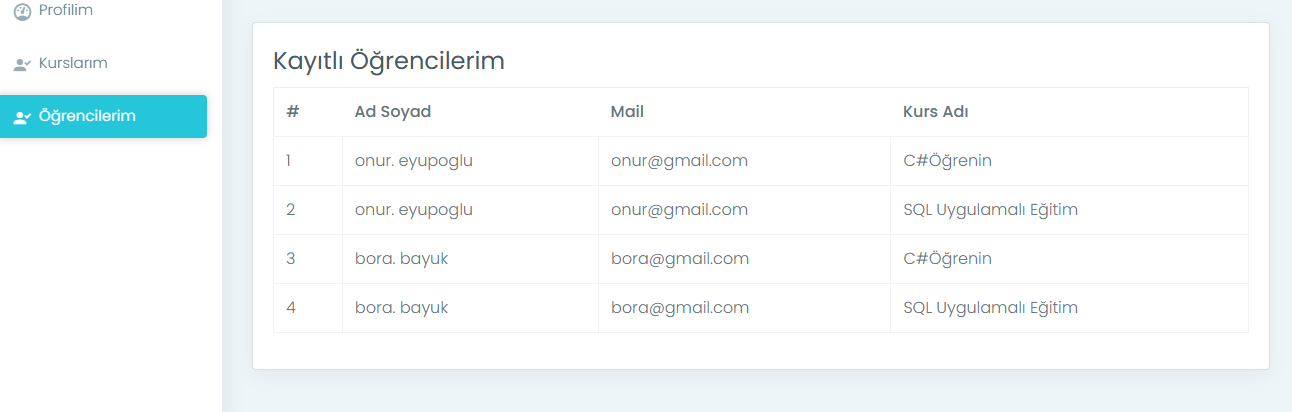 Profilim
Kurslarım
Öğrencilerim
Kayıtlı Öğrencilerim
# Ad Soyad Mail Kurs Adı
1 onur. eyupoglu onur@gmail.com C#Öğrenin
2 onur. eyupoglu onur@gmail.com SQL Uygulamalı Eğitim
3 bora. bayuk bora@gmail.com C#Öğrenin
4 bora. bayuk bora@gmail.com SQL Uygulamalı Eğitim